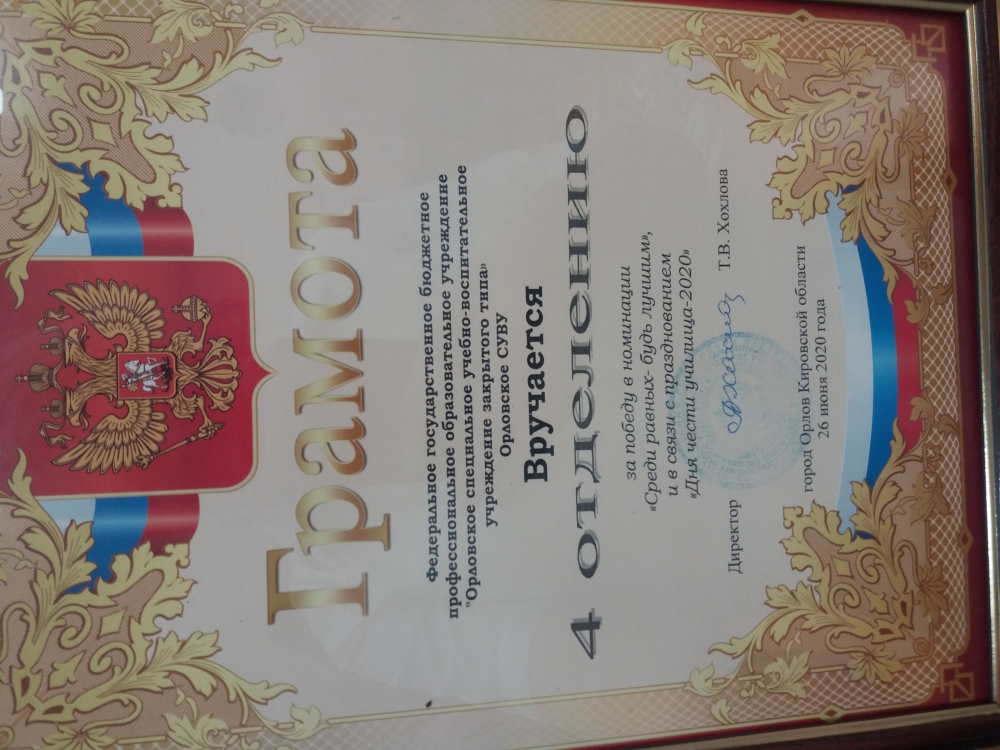 Грамота
Федеральное государственное бюджетное
профессиональное образовательное учреждение
"Орловское специальное учебно-воспитательное
учреждение закрытого типа»
Орловское СУВУ
Вручается
4 отделению
за победу в номинации
«Среди равных- будь лучшим»,
и в связи с празднованием
«Дня чести училища-2020»
Директор Т.В. Хохлова
город Орлов Кировской области
26 июня 2020 года